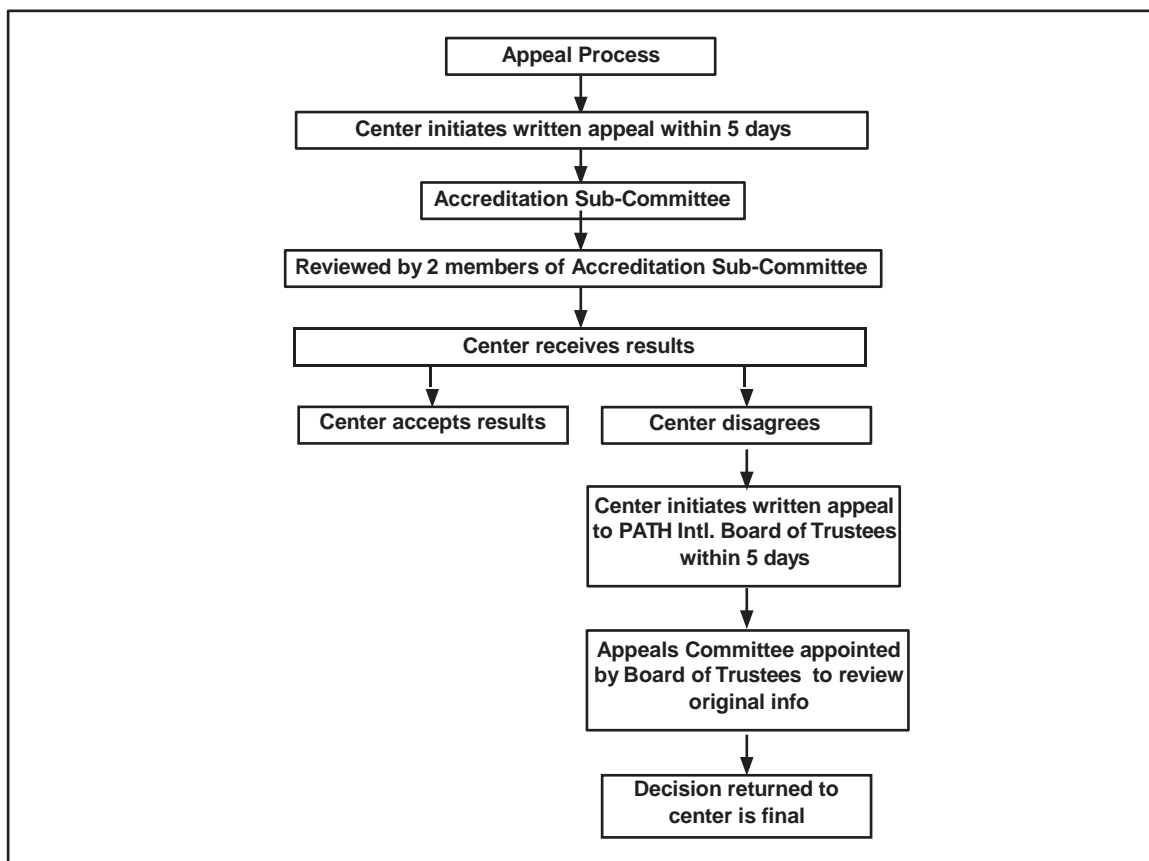 Appeal Process
Center initiates written appeal within 5 days
Accreditation Sub-Committee
Reviewed by 2 members of Accreditation Sub-Committee
Center receives results
Center accepts results
Center disagrees
Center initiates written appeal
to PATH Intl. Board of Trustees
within 5 days
Appeals Committee appointed
by Board of Trustees to review
original info
Decision returned to
center is final